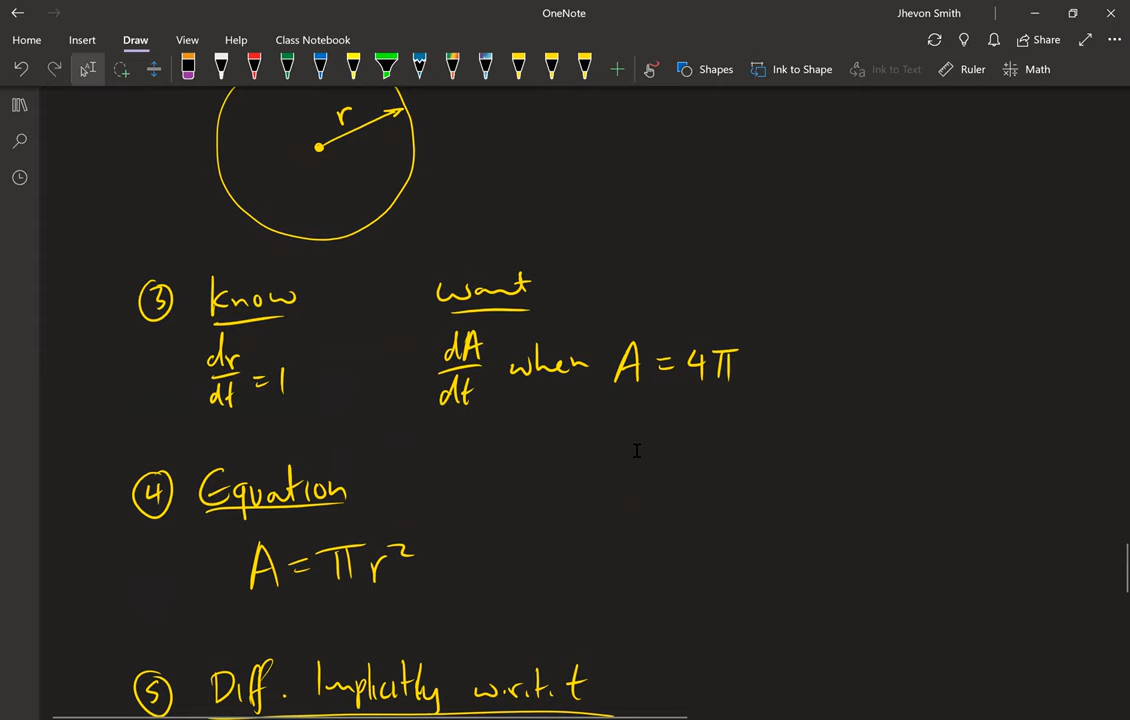 OneNote
Jhevon Smith
Home Insert Draw View Help Class Notebook
Share
Shapes Ink to Shape Ink to Text Ruler Math
r
③ Know Want
dr/dt = 1 dA/dt when A = 4π
④ Equation
A = πr²
⑤ Diff. Implicitly w.r.t. t